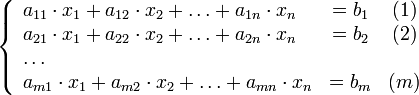 a₁₁ · x₁ + a₁₂ · x₂ + … + a₁ₙ · xₙ = b₁ (1)
a₂₁ · x₁ + a₂₂ · x₂ + … + a₂ₙ · xₙ = b₂ (2)
…
aₘ₁ · x₁ + aₘ₂ · x₂ + … + aₘₙ · xₙ = bₘ (m)